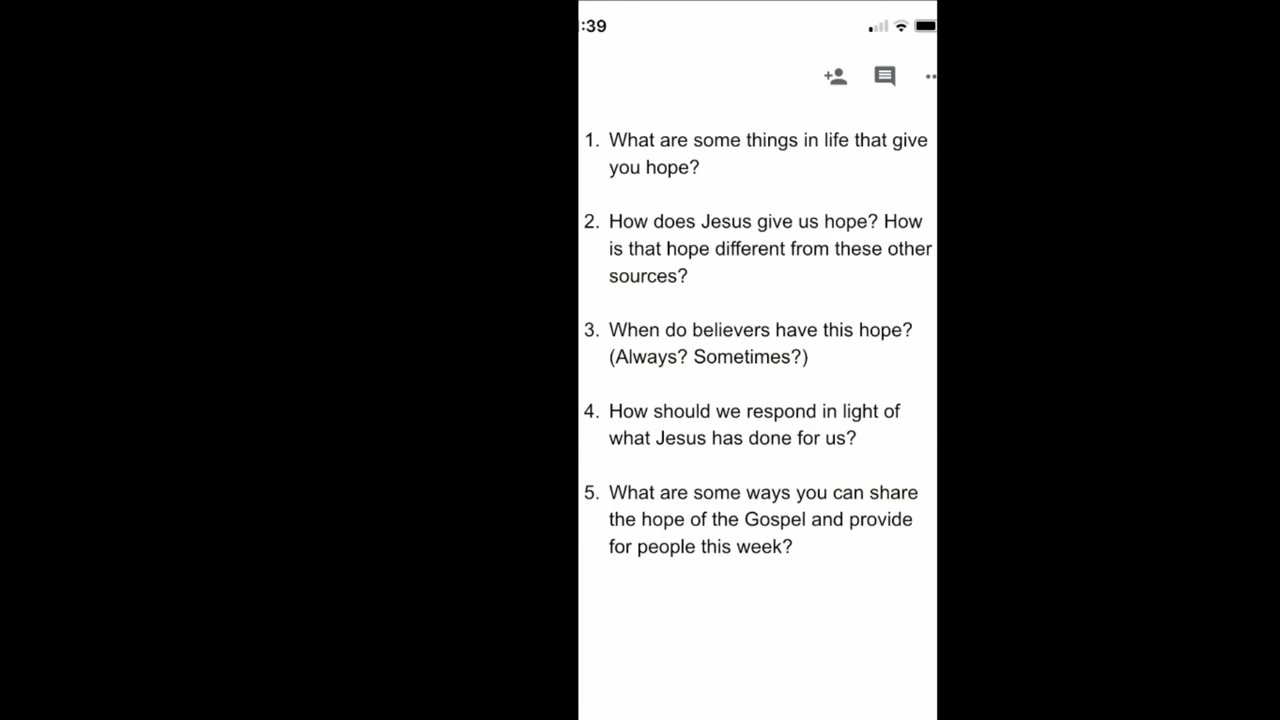 :39
1. What are some things in life that give
you hope?
2. How does Jesus give us hope? How
is that hope different from these other
sources?
3. When do believers have this hope?
(Always? Sometimes?)
4. How should we respond in light of
what Jesus has done for us?
5. What are some ways you can share
the hope of the Gospel and provide
for people this week?